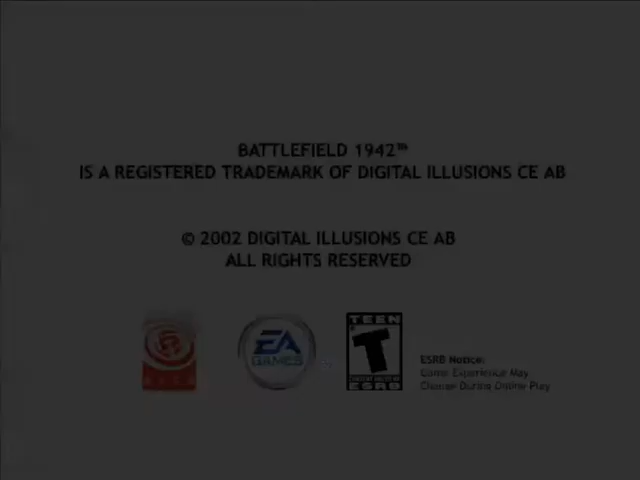 BATTLEFIELD 1942™
IS A REGISTERED TRADEMARK OF DIGITAL ILLUSIONS CE AB
© 2002 DIGITAL ILLUSIONS CE AB
ALL RIGHTS RESERVED
EA
GAMES
TEEN
T
ESRB
ESRB Notice:
Game Experience May
Change During Online Play